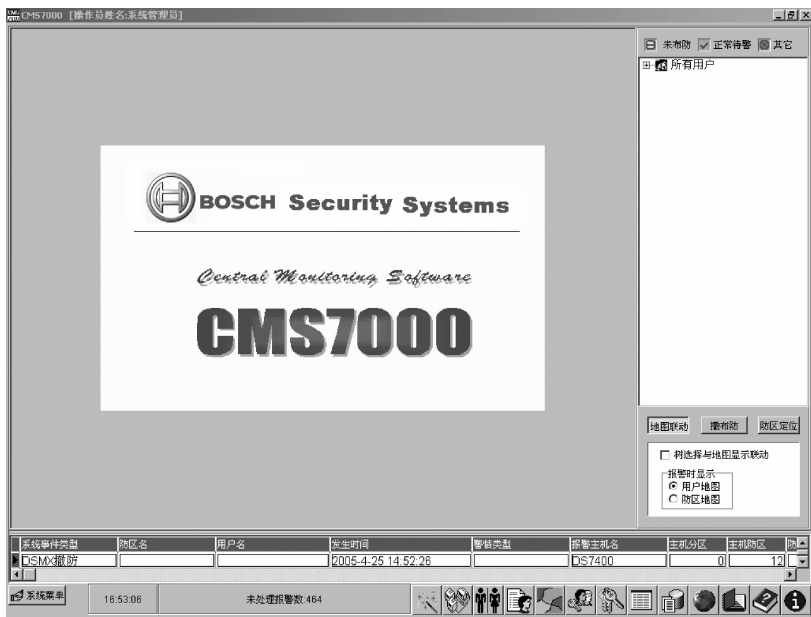 CMS7000 [操作员姓名:系统管理员]
未布防 正常待警 其它
所有用户
BOSCH Security Systems
Central Monitoring Software
CMS7000
地图联动 撤布防 防区定位
树选择与地图显示联动
报警时显示
用户地图
防区地图
系统事件类型 防区名 用户名 发生时间 警情类型 报警主机名 主机分区 主机防区 防
DSMX撤防 2005-4-25 14:52:26 DS7400 0 12
系统菜单 16:53:06 未处理报警数:464